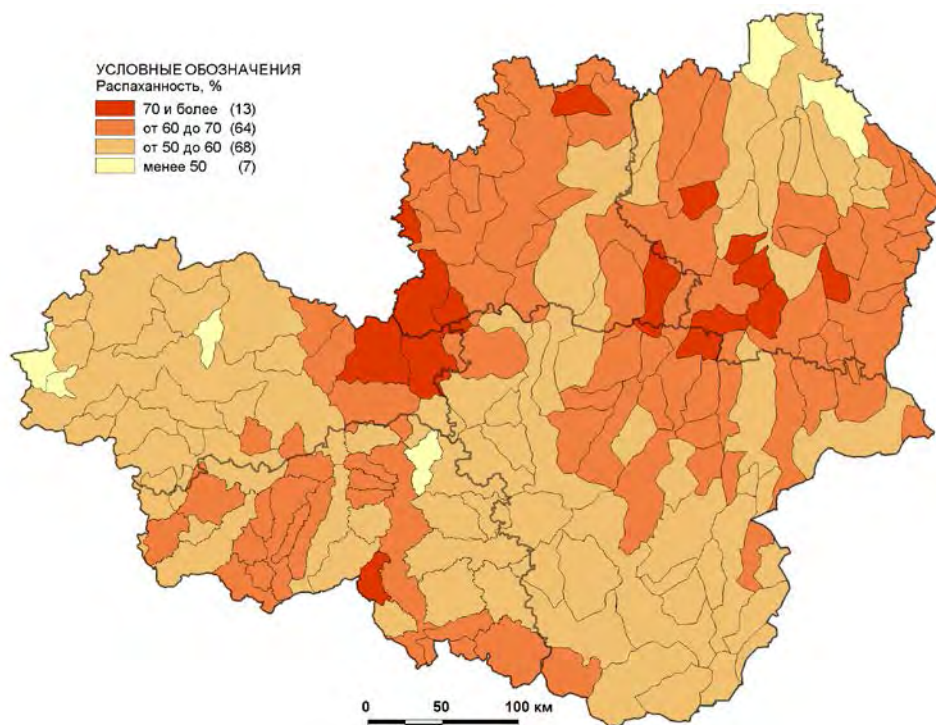 УСЛОВНЫЕ ОБОЗНАЧЕНИЯ
Распаханность, %
70 и более (13)
от 60 до 70 (64)
от 50 до 60 (68)
менее 50 (7)
0 50 100 км